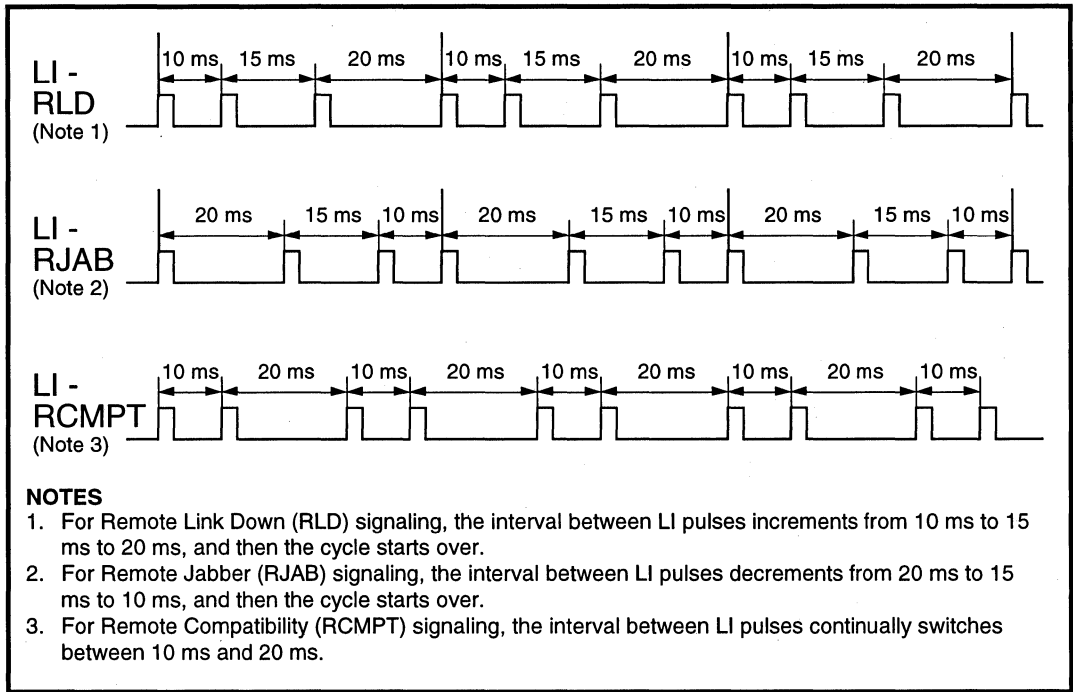 10 ms 15 ms 20 ms 10 ms 15 ms 20 ms 10 ms 15 ms 20 ms
LI -
RLD
(Note 1)
20 ms 15 ms 10 ms 20 ms 15 ms 10 ms 20 ms 15 ms 10 ms
LI -
RJAB
(Note 2)
10 ms 20 ms 10 ms 20 ms 10 ms 20 ms 10 ms 20 ms 10 ms
LI -
RCMPT
(Note 3)
NOTES
1. For Remote Link Down (RLD) signaling, the interval between LI pulses increments from 10 ms to 15
ms to 20 ms, and then the cycle starts over.
2. For Remote Jabber (RJAB) signaling, the interval between LI pulses decrements from 20 ms to 15
ms to 10 ms, and then the cycle starts over.
3. For Remote Compatibility (RCMPT) signaling, the interval between LI pulses continually switches
between 10 ms and 20 ms.